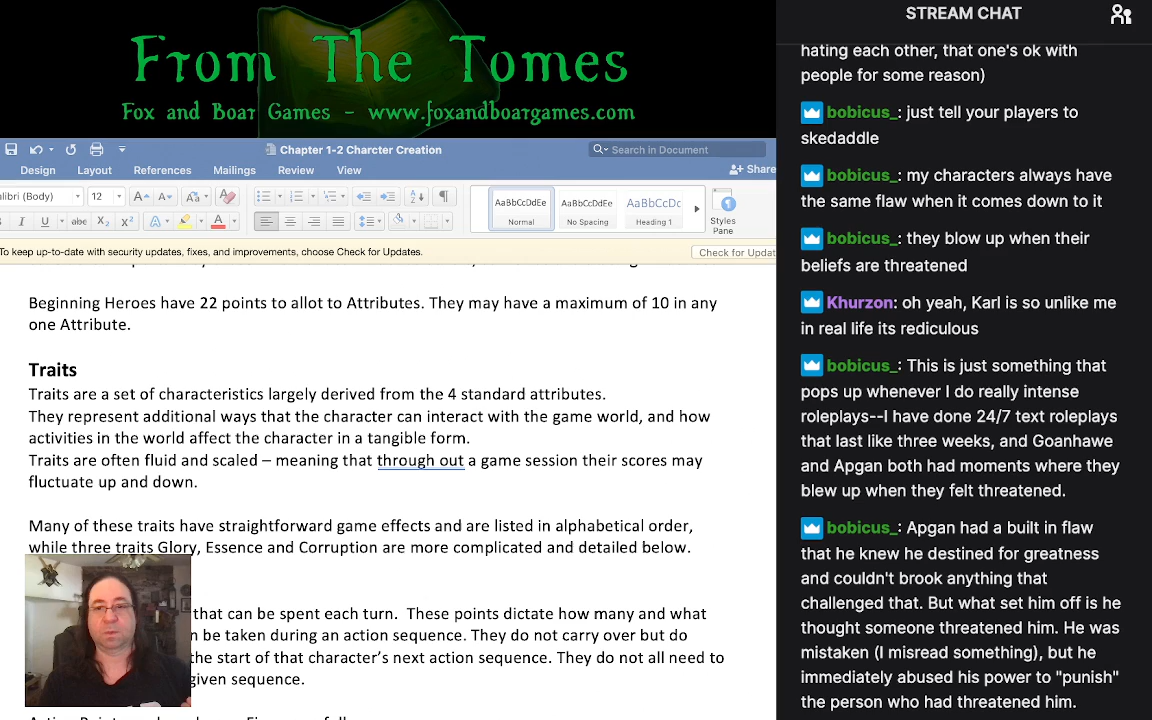 From The Tomes
Fox and Boar Games - www.foxandboargames.com
Chapter 1-2 Charcter Creation
Search in Document
Design Layout References Mailings Review View
Share
alibri (Body) 12
AaBbCcDdEe AaBbCcDdEe AaBbCcDc
Normal No Spacing Heading 1
Styles
Pane
To keep up-to-date with security updates, fixes, and improvements, choose Check for Updates.
Check for Updat
Beginning Heroes have 22 points to allot to Attributes. They may have a maximum of 10 in any
one Attribute.
Traits
Traits are a set of characteristics largely derived from the 4 standard attributes.
They represent additional ways that the character can interact with the game world, and how
activities in the world affect the character in a tangible form.
Traits are often fluid and scaled – meaning that through out a game session their scores may
fluctuate up and down.
Many of these traits have straightforward game effects and are listed in alphabetical order,
while three traits Glory, Essence and Corruption are more complicated and detailed below.
that can be spent each turn. These points dictate how many and what
n be taken during an action sequence. They do not carry over but do
the start of that character's next action sequence. They do not all need to
given sequence.
STREAM CHAT
hating each other, that one's ok with
people for some reason)
bobicus_: just tell your players to
skedaddle
bobicus_: my characters always have
the same flaw when it comes down to it
bobicus_: they blow up when their
beliefs are threatened
Khurzon: oh yeah, Karl is so unlike me
in real life its rediculous
bobicus_: This is just something that
pops up whenever I do really intense
roleplays--I have done 24/7 text roleplays
that last like three weeks, and Goanhawe
and Apgan both had moments where they
blew up when they felt threatened.
bobicus_: Apgan had a built in flaw
that he knew he destined for greatness
and couldn't brook anything that
challenged that. But what set him off is he
thought someone threatened him. He was
mistaken (I misread something), but he
immediately abused his power to "punish"
the person who had threatened him.